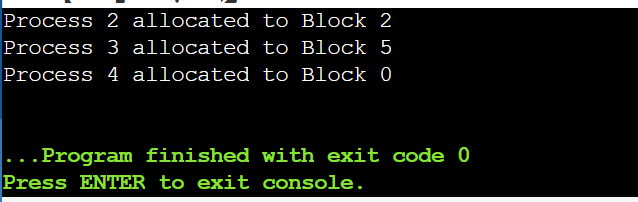 Process 2 allocated to Block 2
Process 3 allocated to Block 5
Process 4 allocated to Block 0
...Program finished with exit code 0
Press ENTER to exit console.